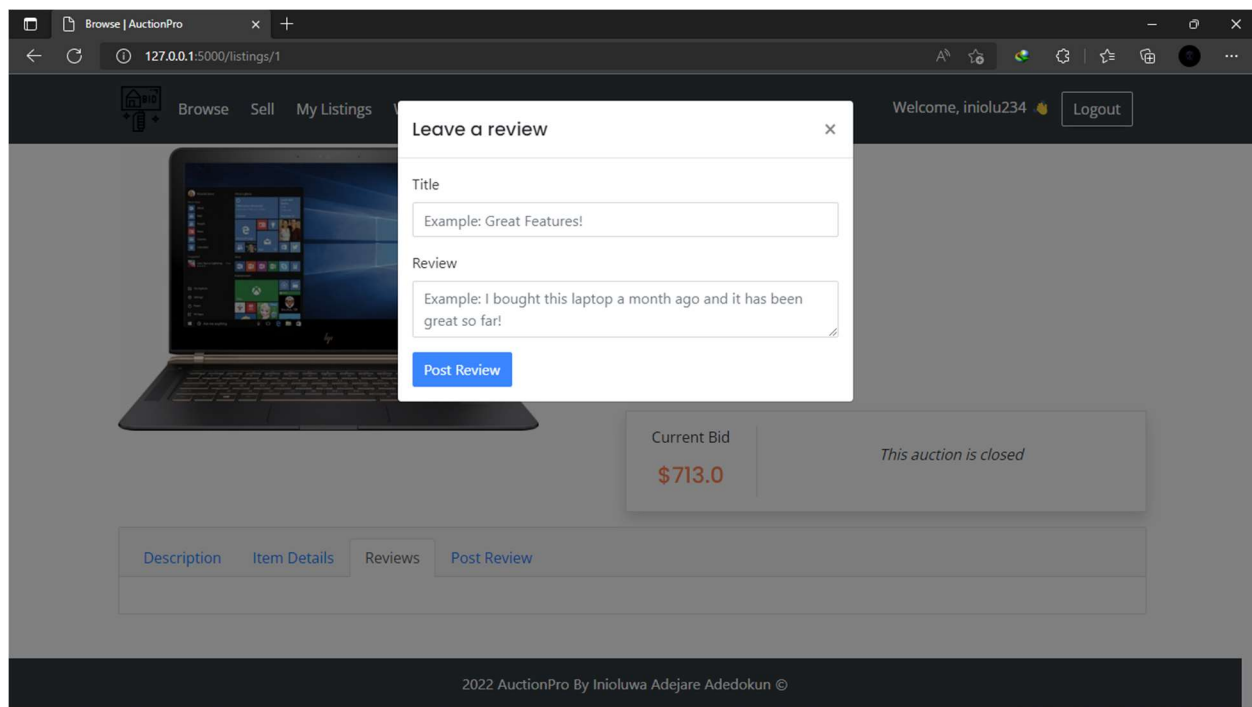 Browse | AuctionPro
127.0.0.1:5000/listings/1
BID
Browse Sell My Listings
Welcome, iniolu234 👋 Logout
Leave a review ×
Title
Example: Great Features!
Review
Example: I bought this laptop a month ago and it has been
great so far!
Post Review
hp
Current Bid
$713.0
This auction is closed
Description Item Details Reviews Post Review
2022 AuctionPro By Inioluwa Adejare Adedokun ©